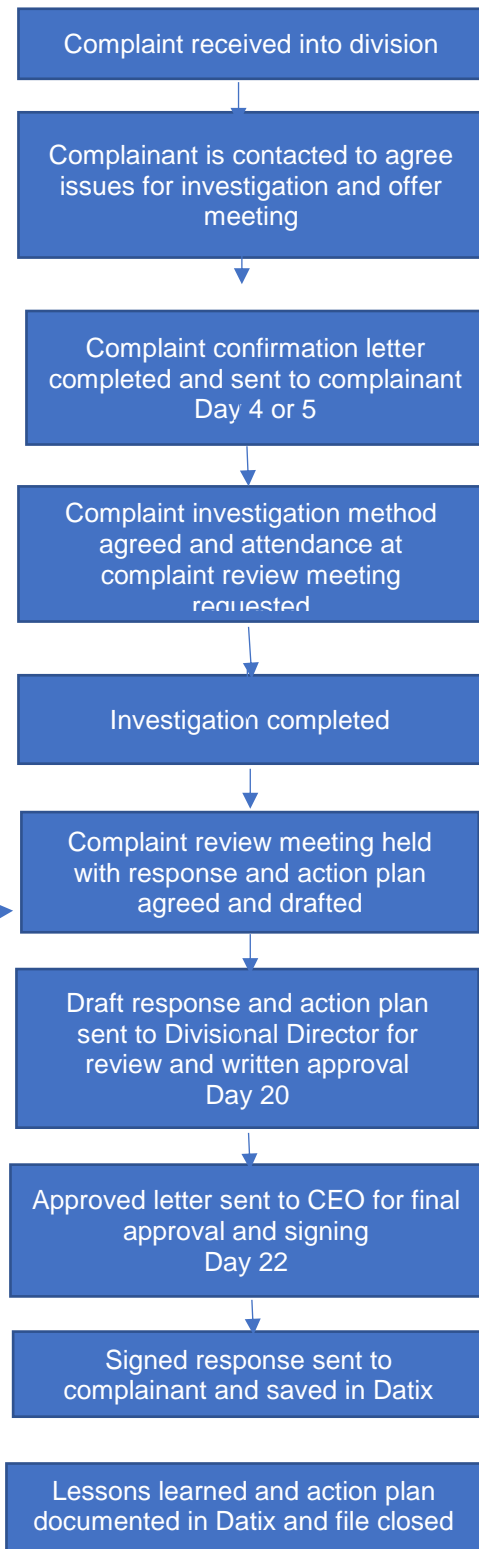 Complaint received into division
Complainant is contacted to agree
issues for investigation and offer
meeting
Complaint confirmation letter
completed and sent to complainant
Day 4 or 5
Complaint investigation method
agreed and attendance at
complaint review meeting
requested
Investigation completed
Complaint review meeting held
with response and action plan
agreed and drafted
Draft response and action plan
sent to Divisional Director for
review and written approval
Day 20
Approved letter sent to CEO for final
approval and signing
Day 22
Signed response sent to
complainant and saved in Datix
Lessons learned and action plan
documented in Datix and file closed